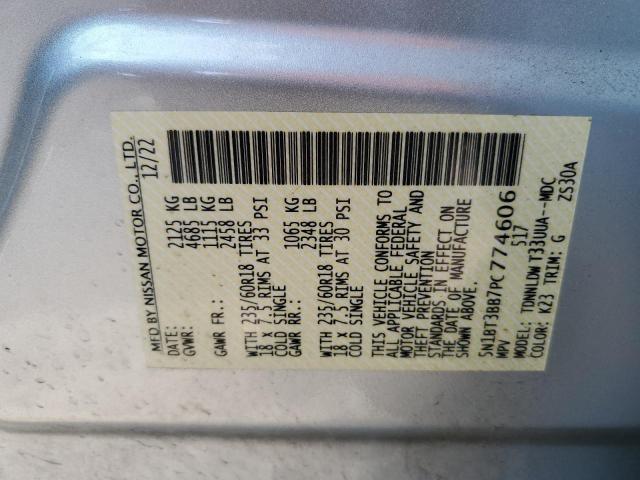 MFD BY NISSAN MOTOR CO., LTD.
DATE: 12/22
GVWR: 2125 KG
4685 LB
GAWR FR.: 1115 KG
2458 LB
WITH 235/60R18 TIRES
18 x 7.5 RIMS AT 33 PSI
COLD SINGLE
GAWR RR.: 1065 KG
2348 LB
WITH 235/60R18 TIRES
18 X 7.5 RIMS AT 30 PSI
COLD SINGLE
THIS VEHICLE CONFORMS TO
ALL APPLICABLE FEDERAL
MOTOR VEHICLE SAFETY AND
THEFT PREVENTION
STANDARDS IN EFFECT ON
THE DATE OF MANUFACTURE
SHOWN ABOVE.
5N1BT3BB7PC774606
MPV 517
MODEL: TDNNLDW T33UUA--MDC
COLOR: K23 TRIM: G ZS30A